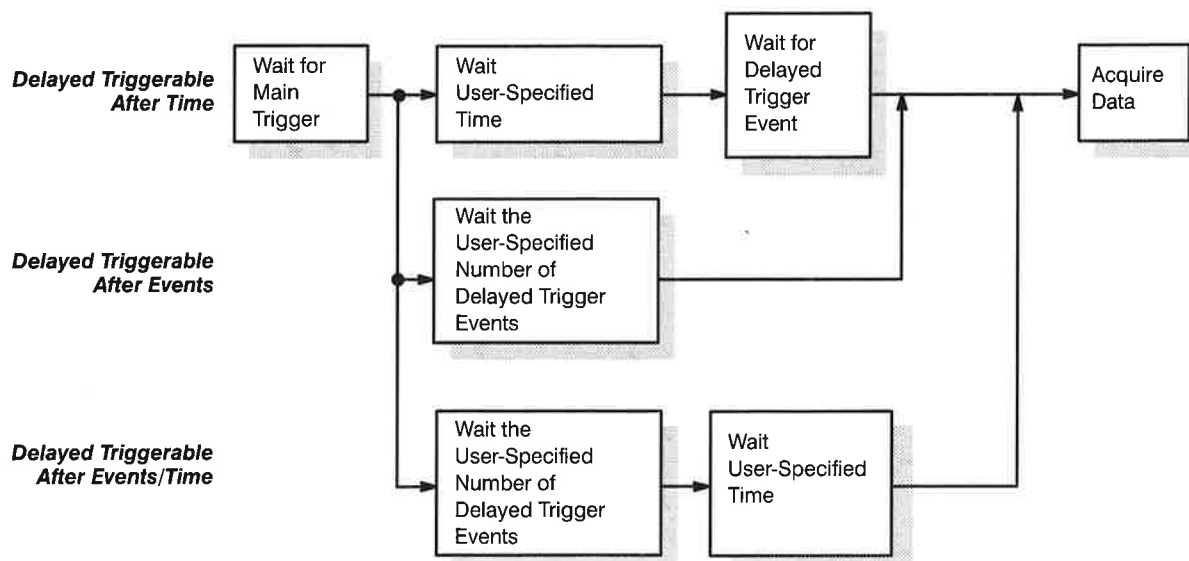 Delayed Triggerable
After Time
Wait for
Main
Trigger
Wait
User-Specified
Time
Wait for
Delayed
Trigger
Event
Acquire
Data
Delayed Triggerable
After Events
Wait the
User-Specified
Number of
Delayed Trigger
Events
Delayed Triggerable
After Events/Time
Wait the
User-Specified
Number of
Delayed Trigger
Events
Wait
User-Specified
Time